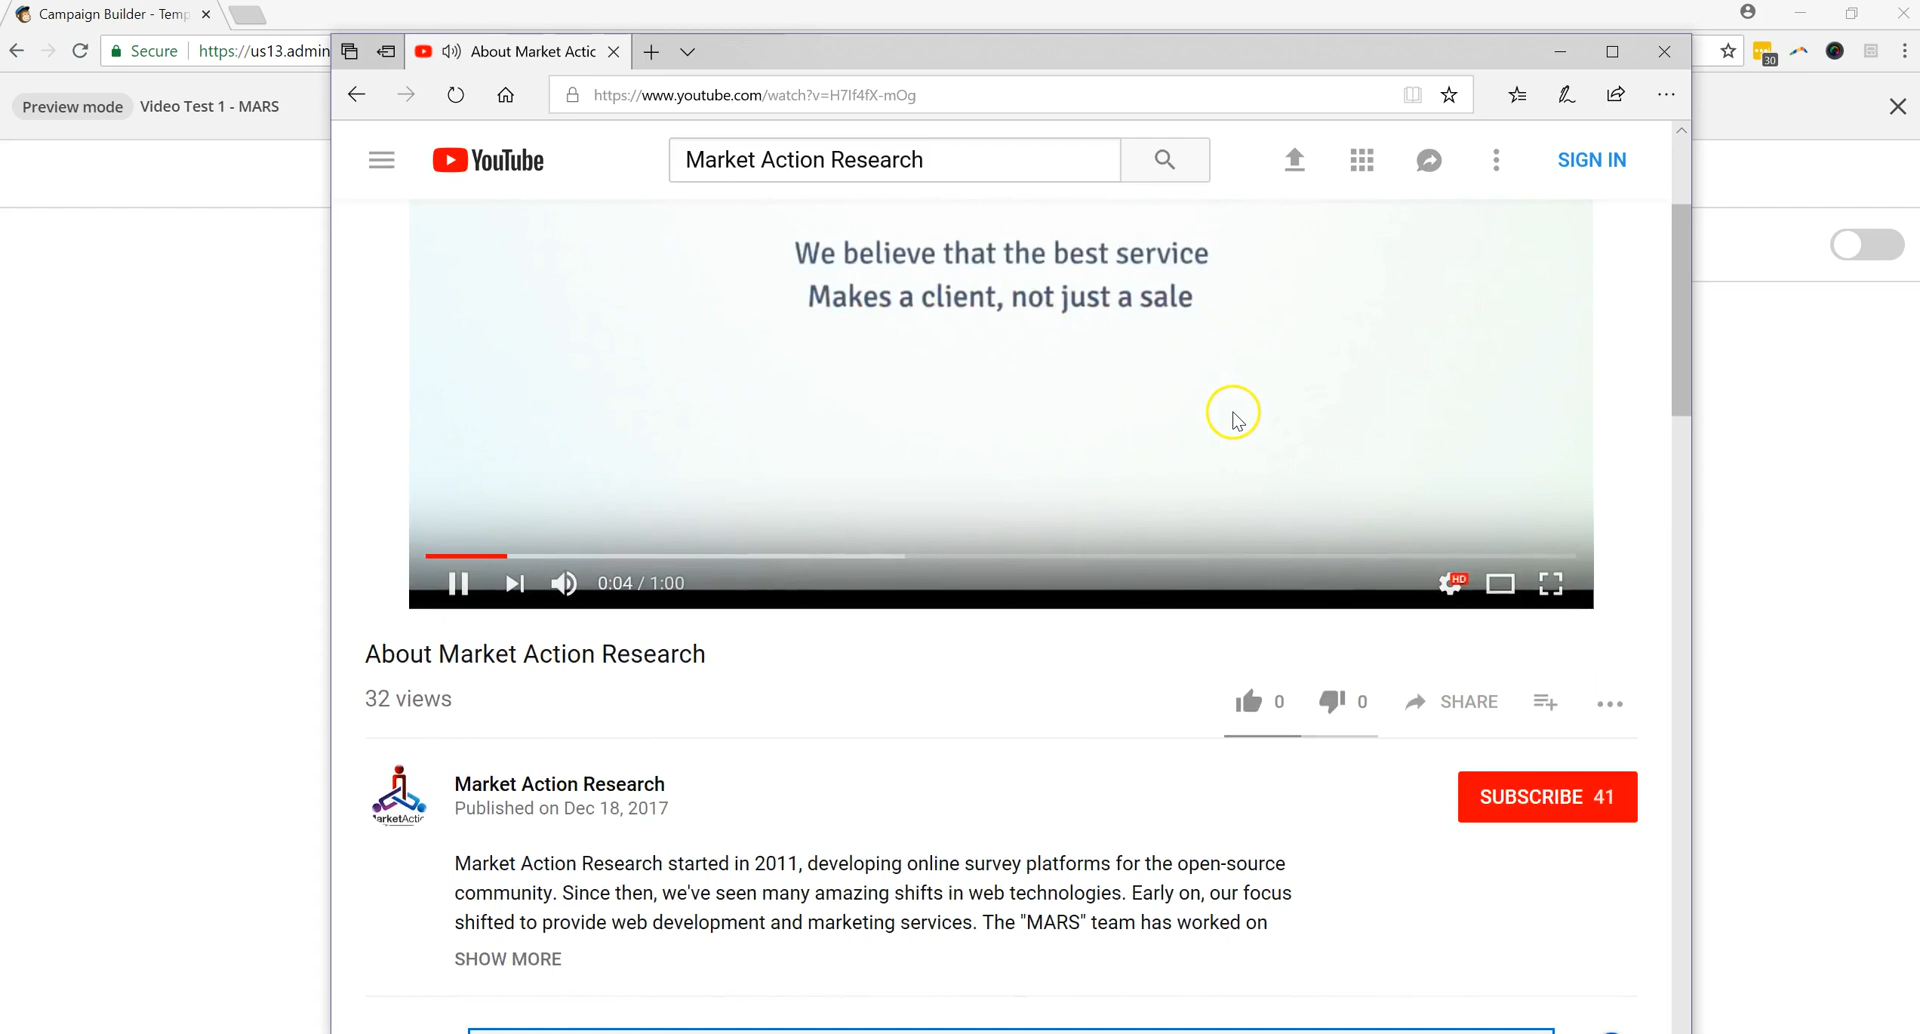 Campaign Builder - Temp
Secure
https://us13.admin
30
About Market Actic
https://www.youtube.com/watch?v=H7If4fX-mOg
Preview mode
Video Test 1 - MARS
YouTube
Market Action Research
SIGN IN
We believe that the best service
Makes a client, not just a sale
0:04 / 1:00
HD
About Market Action Research
32 views
0
0
SHARE
Market Action Research
Published on Dec 18, 2017
arketActi
SUBSCRIBE 41
Market Action Research started in 2011, developing online survey platforms for the open-source
community. Since then, we've seen many amazing shifts in web technologies. Early on, our focus
shifted to provide web development and marketing services. The "MARS" team has worked on
SHOW MORE